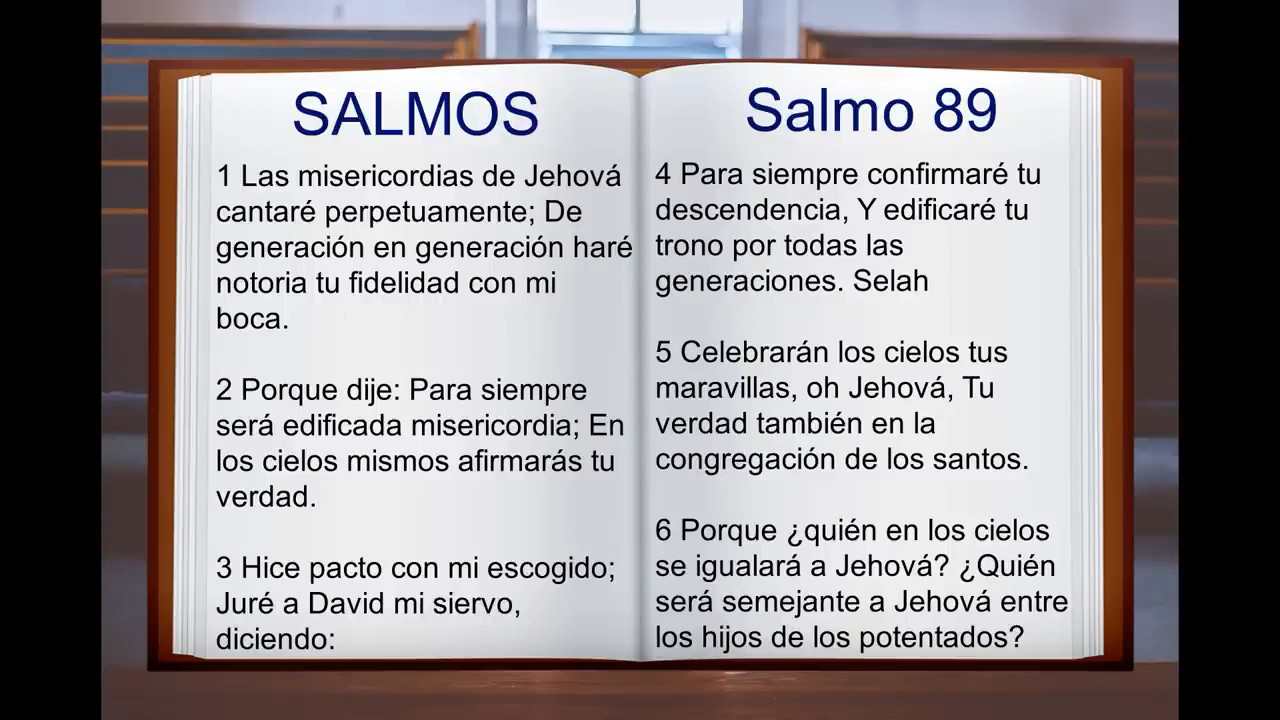 SALMOS
1 Las misericordias de Jehová
cantaré perpetuamente; De
generación en generación haré
notoria tu fidelidad con mi
boca.
2 Porque dije: Para siempre
será edificada misericordia; En
los cielos mismos afirmarás tu
verdad.
3 Hice pacto con mi escogido;
Juré a David mi siervo,
diciendo:
Salmo 89
4 Para siempre confirmaré tu
descendencia, Y edificaré tu
trono por todas las
generaciones. Selah
5 Celebrarán los cielos tus
maravillas, oh Jehová, Tu
verdad también en la
congregación de los santos.
6 Porque ¿quién en los cielos
se igualará a Jehová? ¿Quién
será semejante a Jehová entre
los hijos de los potentados?